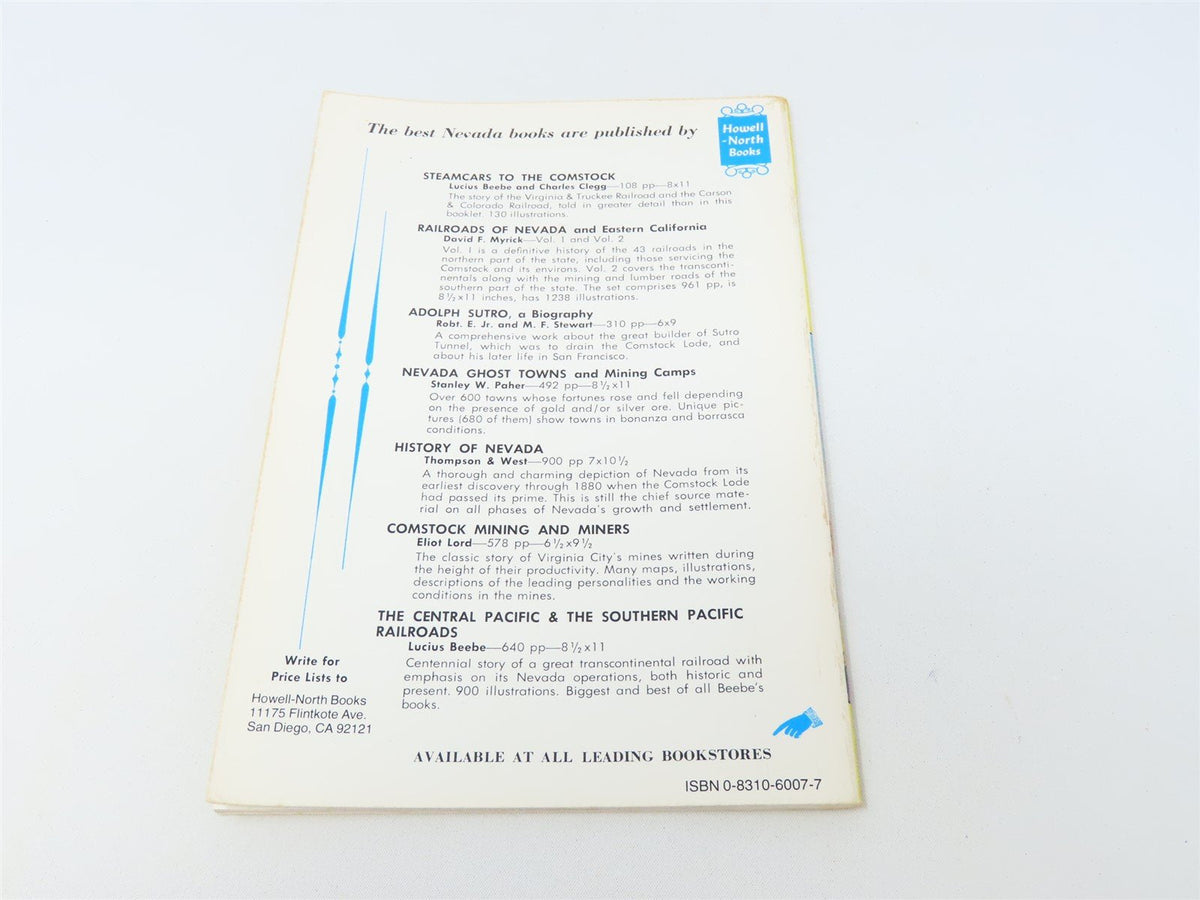 The best Nevada books are published by
Howell
-North
Books
STEAMCARS TO THE COMSTOCK
Lucius Beebe and Charles Clegg—108 pp—8x11
The story of the Virginia & Truckee Railroad and the Carson
& Colorado Railroad, told in greater detail than in this
booklet. 130 illustrations.
RAILROADS OF NEVADA and Eastern California
David F. Myrick—Vol. 1 and Vol. 2
Vol. I is a definitive history of the 43 railroads in the
northern part of the state, including those servicing the
Comstock and its environs. Vol. 2 covers the transconti-
nentals along with the mining and lumber roads of the
southern part of the state. The set comprises 961 pp, is
8½x11 inches, has 1238 illustrations.
ADOLPH SUTRO, a Biography
Robt. E. Jr. and M. F. Stewart—310 pp—6x9
A comprehensive work about the great builder of Sutro
Tunnel, which was to drain the Comstock Lode, and
about his later life in San Francisco.
NEVADA GHOST TOWNS and Mining Camps
Stanley W. Paher—492 pp—8½x11
Over 600 towns whose fortunes rose and fell depending
on the presence of gold and/or silver ore. Unique pic-
tures (680 of them) show towns in bonanza and borrasca
conditions.
HISTORY OF NEVADA
Thompson & West—900 pp 7x10½
A thorough and charming depiction of Nevada from its
earliest discovery through 1880 when the Comstock Lode
had passed its prime. This is still the chief source mate-
rial on all phases of Nevada's growth and settlement.
COMSTOCK MINING AND MINERS
Eliot Lord—578 pp—6½x9½
The classic story of Virginia City's mines written during
the height of their productivity. Many maps, illustrations,
descriptions of the leading personalities and the working
conditions in the mines.
THE CENTRAL PACIFIC & THE SOUTHERN PACIFIC
RAILROADS
Lucius Beebe—640 pp—8½x11
Centennial story of a great transcontinental railroad with
emphasis on its Nevada operations, both historic and
present. 900 illustrations. Biggest and best of all Beebe's
books.
Write for
Price Lists to
Howell-North Books
11175 Flintkote Ave.
San Diego, CA 92121
AVAILABLE AT ALL LEADING BOOKSTORES
ISBN 0-8310-6007-7